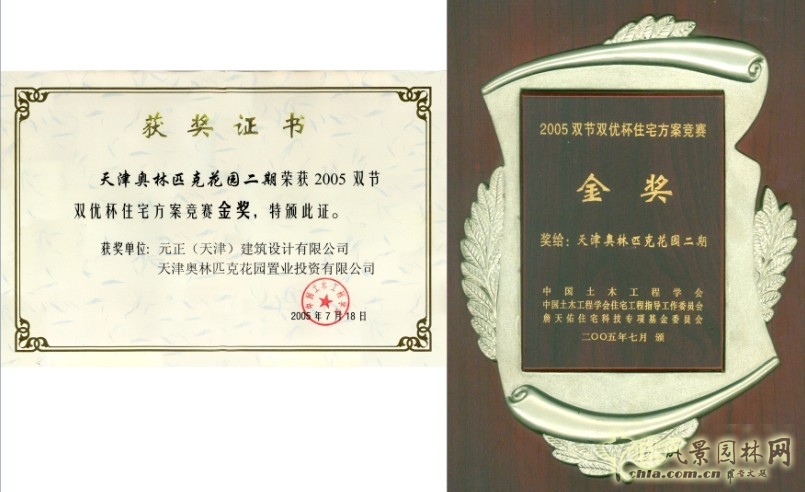 获奖证书
天津奥林匹克花园二期荣获2005双节
双优杯住宅方案竞赛金奖，特颁此证。
获奖单位：元正（天津）建筑设计有限公司
天津奥林匹克花园置业投资有限公司
2005年7月18日
2005双节双优杯住宅方案竞赛
金奖
奖给：天津奥林匹克花园二期
中国土木工程学会
中国土木工程学会住宅工程指导工作委员会
詹天佑住宅科技专项基金委员会
二〇〇五年七月 颁
风景园林网
chla.com.cn